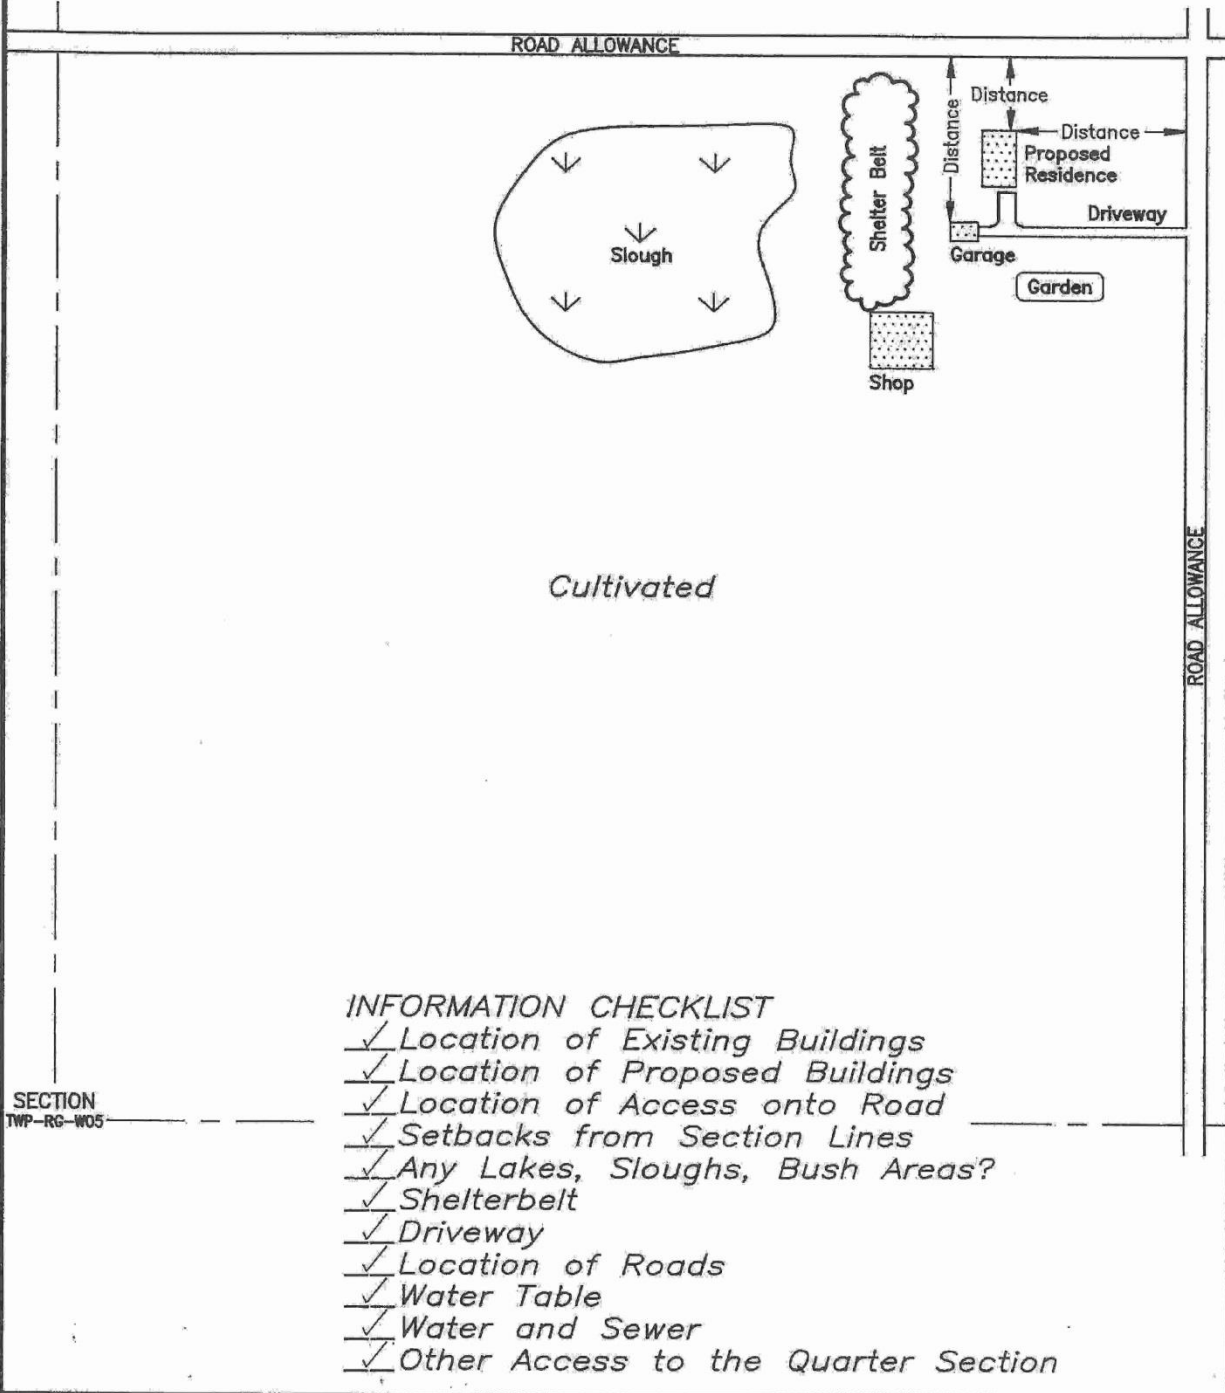 ROAD ALLOWANCE
Distance
Distance
Distance
Proposed
Residence
Shelter Belt
Driveway
Slough
Garage
Garden
Shop
Cultivated
ROAD ALLOWANCE
INFORMATION CHECKLIST
✓ Location of Existing Buildings
✓ Location of Proposed Buildings
✓ Location of Access onto Road
✓ Setbacks from Section Lines
✓ Any Lakes, Sloughs, Bush Areas?
✓ Shelterbelt
✓ Driveway
✓ Location of Roads
✓ Water Table
✓ Water and Sewer
✓ Other Access to the Quarter Section
SECTION
TWP-RG-W05